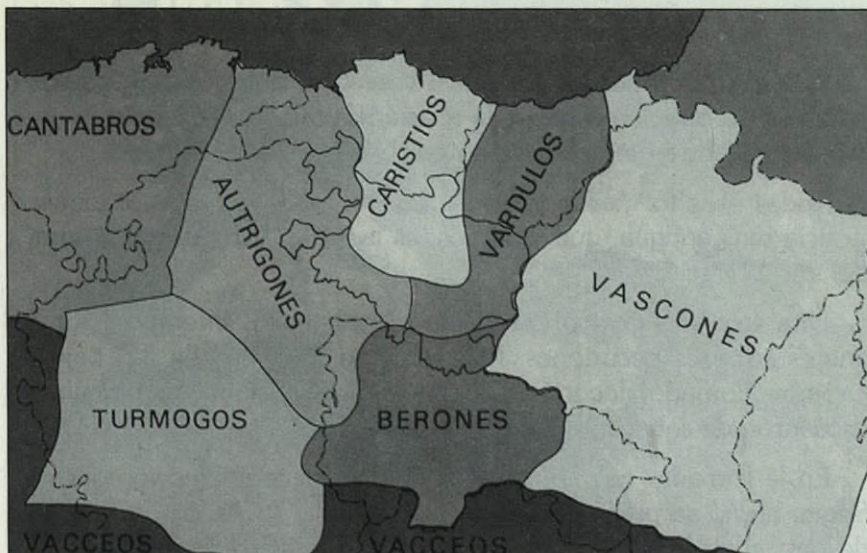 CANTABROS
CARISTIOS
VARDULOS
AUTRIGONES
VASCONES
TURMOGOS
BERONES
VACCEOS
VACCEOS